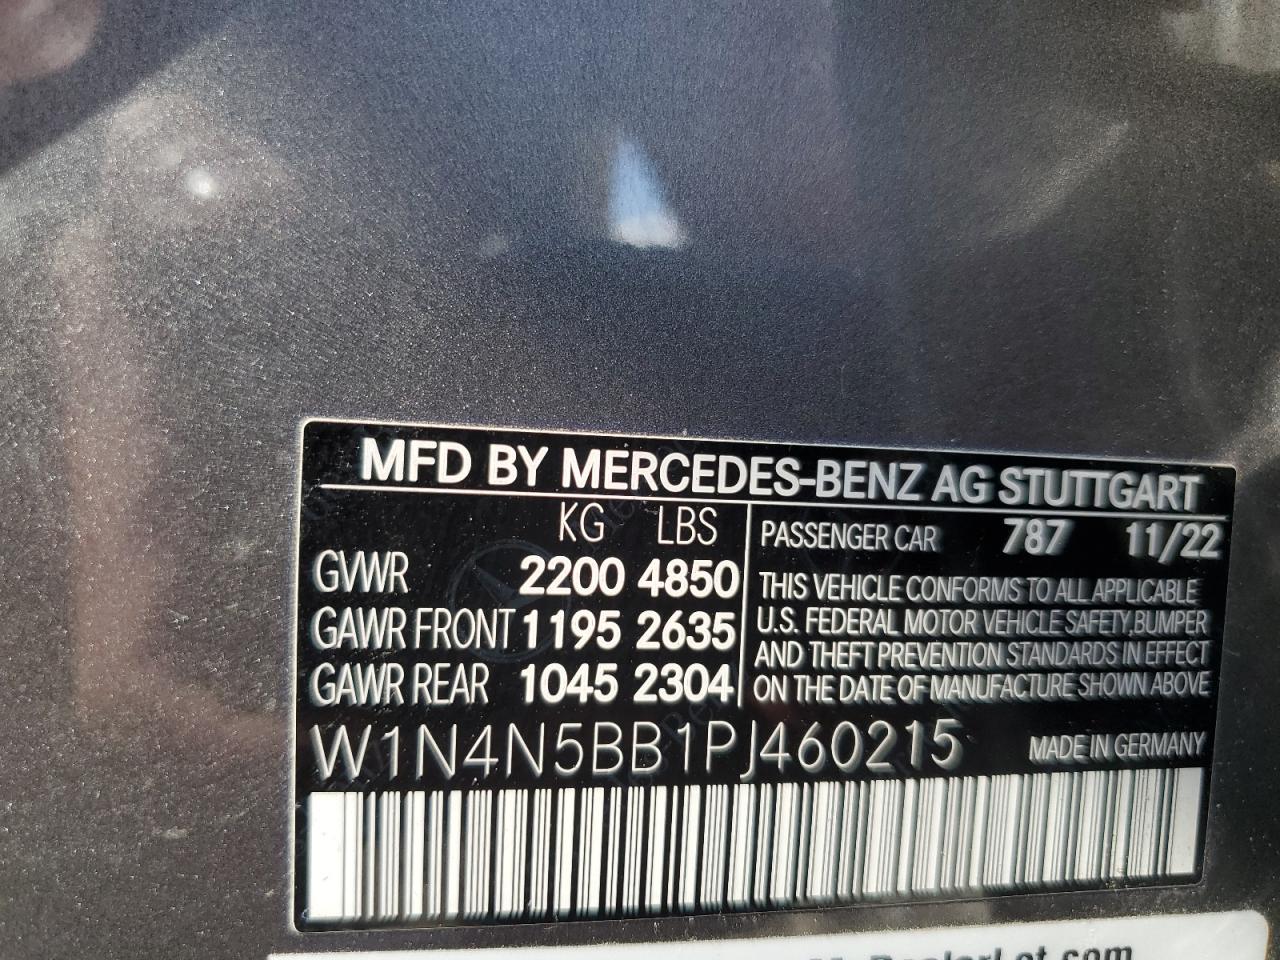 MFD BY MERCEDES-BENZ AG STUTTGART
KG LBS
GVWR 2200 4850
GAWR FRONT 1195 2635
GAWR REAR 1045 2304
PASSENGER CAR 787 11/22
THIS VEHICLE CONFORMS TO ALL APPLICABLE
U.S. FEDERAL MOTOR VEHICLE SAFETY,BUMPER
AND THEFT PREVENTION STANDARDS IN EFFECT
ON THE DATE OF MANUFACTURE SHOWN ABOVE
W1N4N5BB1PJ460215 MADE IN GERMANY